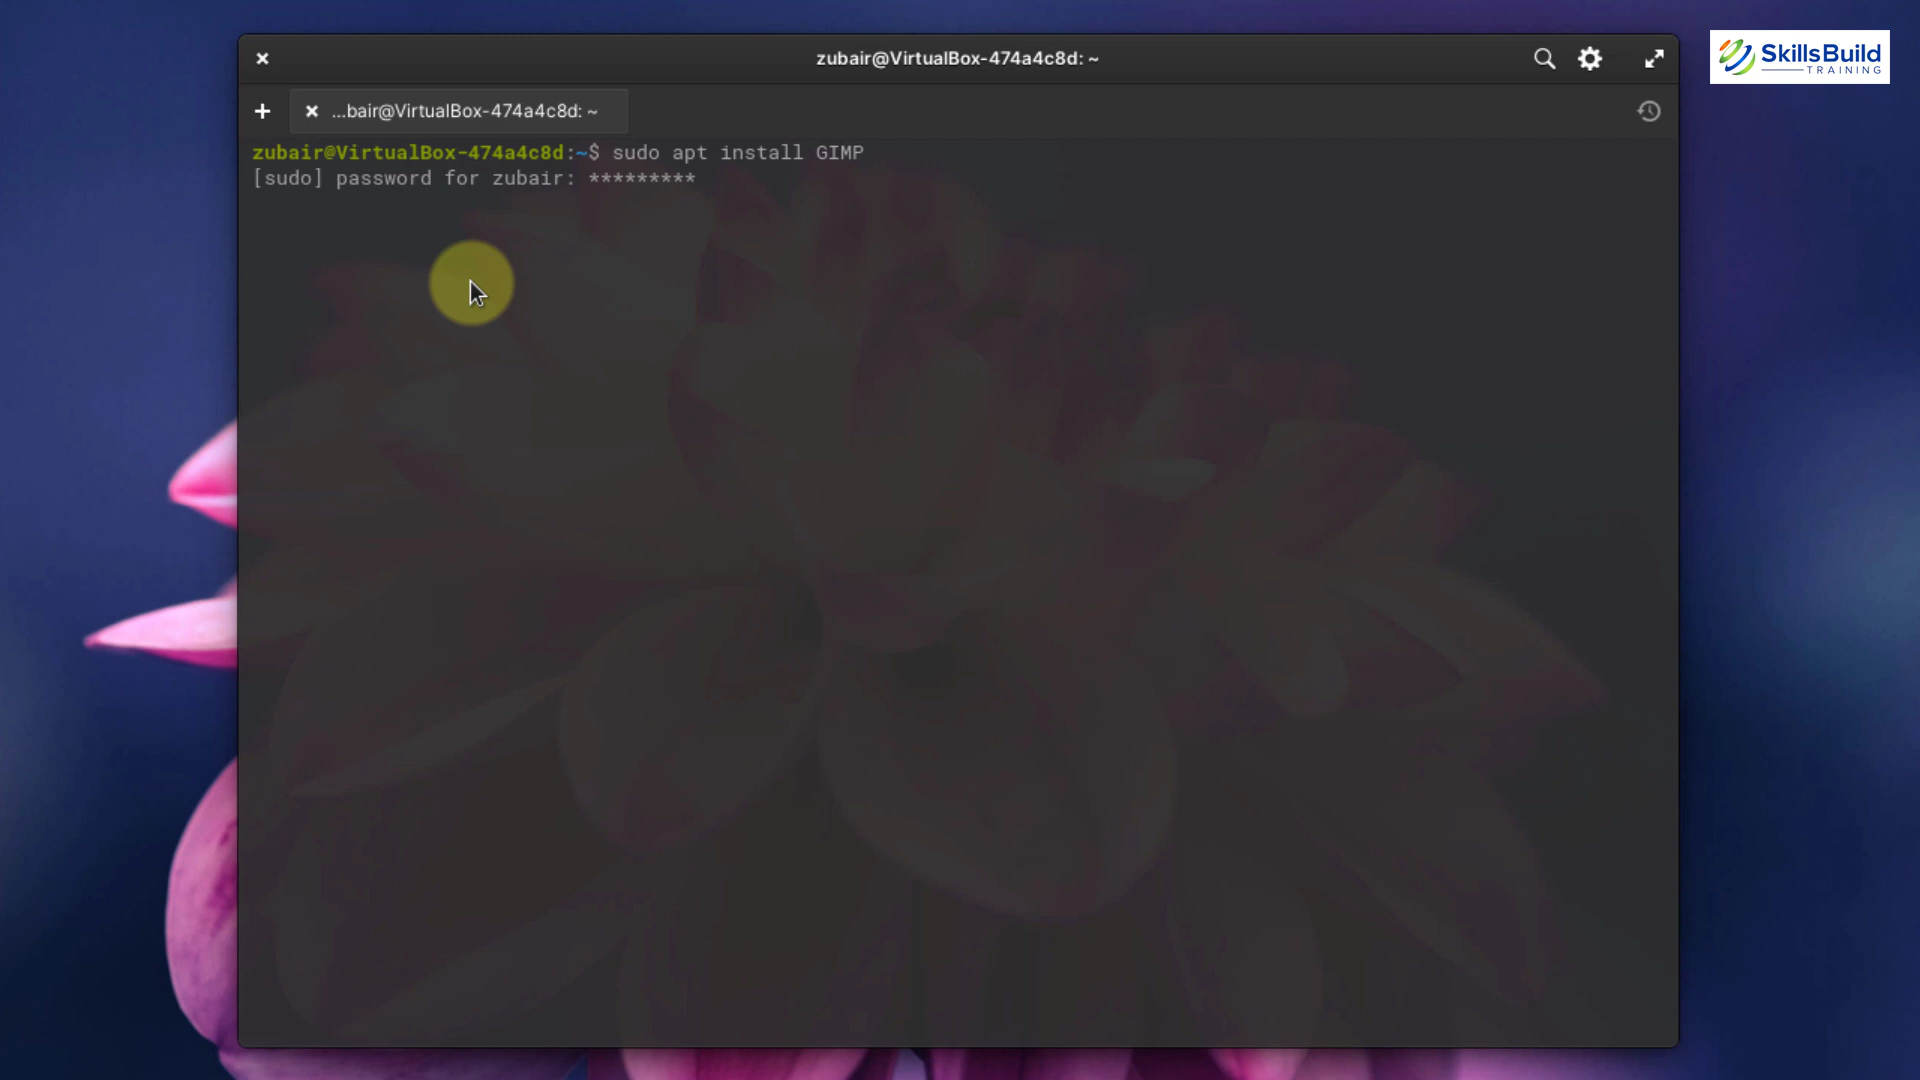 zubair@VirtualBox-474a4c8d: ~
SkillsBuild
TRAINING
...bair@VirtualBox-474a4c8d: ~
zubair@VirtualBox-474a4c8d:~$ sudo apt install GIMP
[sudo] password for zubair: *********